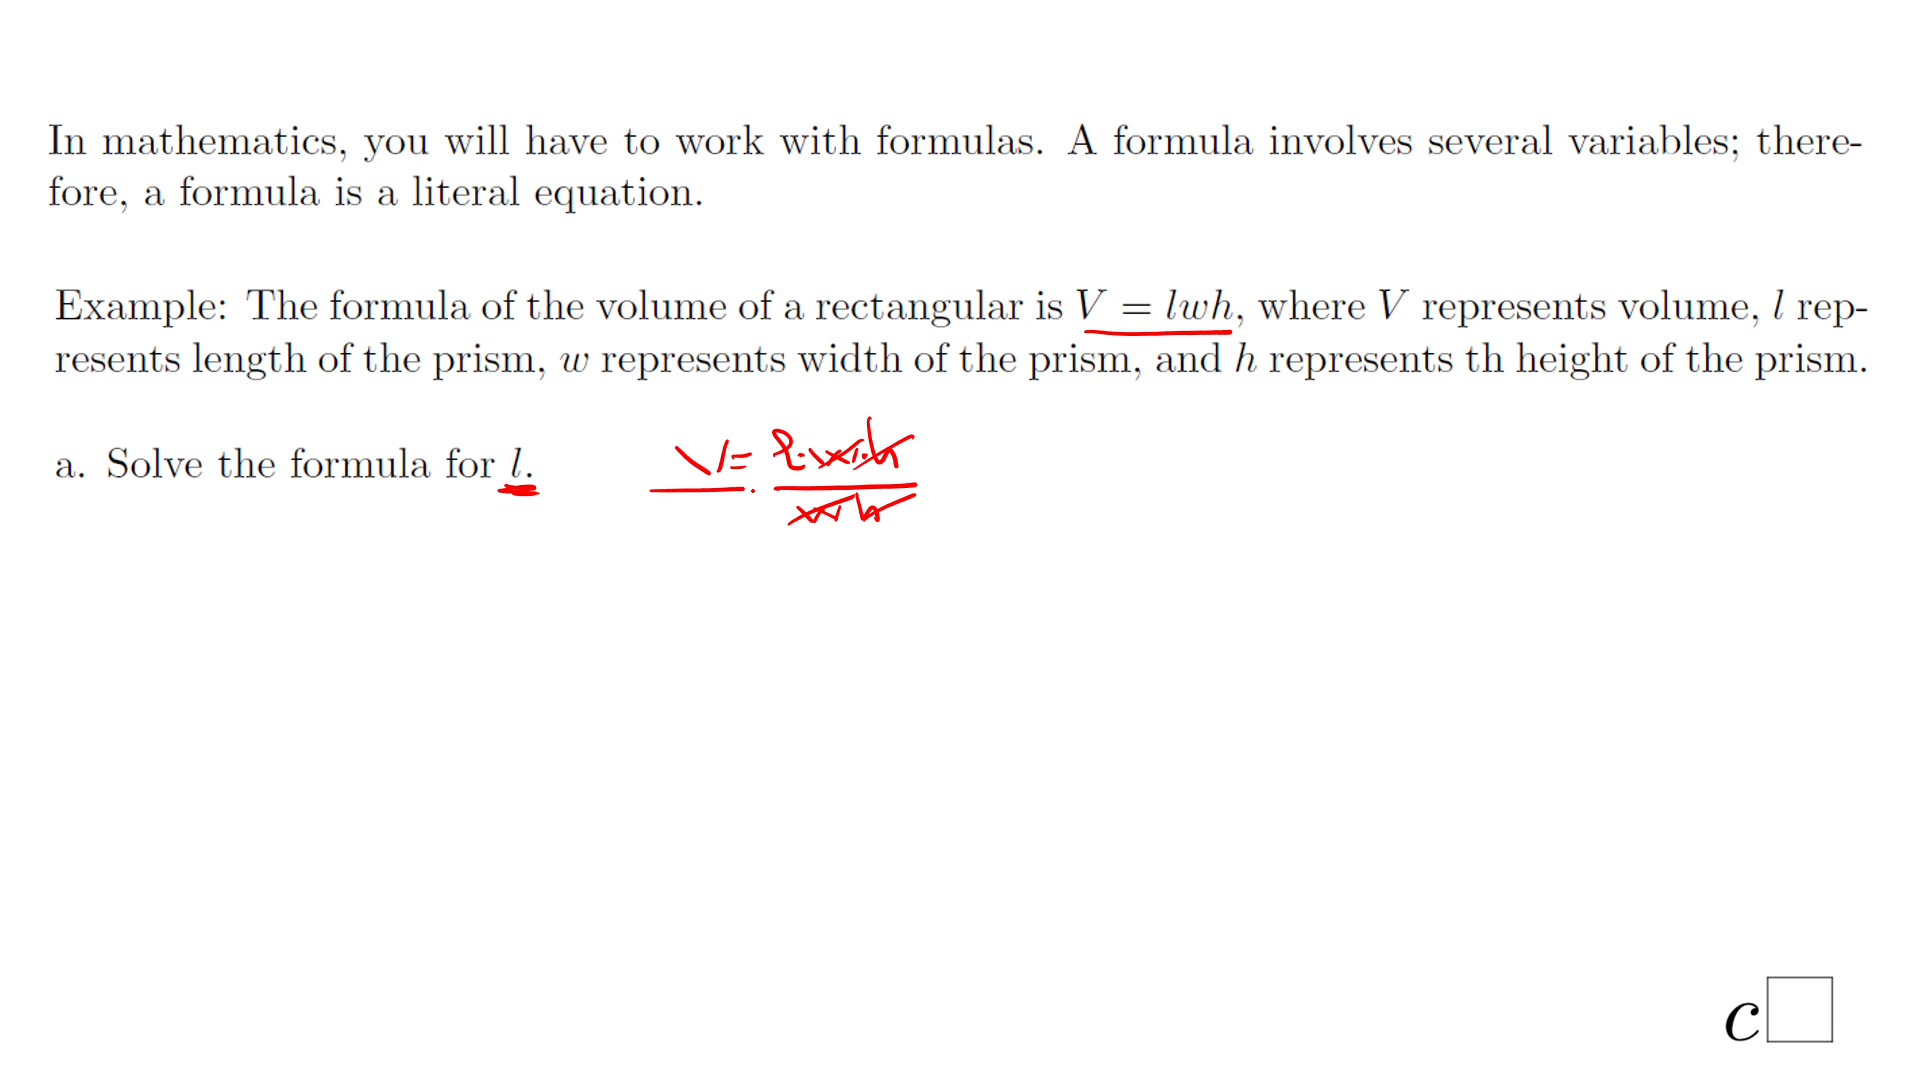 In mathematics, you will have to work with formulas. A formula involves several variables; there-
fore, a formula is a literal equation.
Example: The formula of the volume of a rectangular is V = lwh, where V represents volume, l rep-
resents length of the prism, w represents width of the prism, and h represents th height of the prism.
a. Solve the formula for l.
V = l·w·h
w h
c